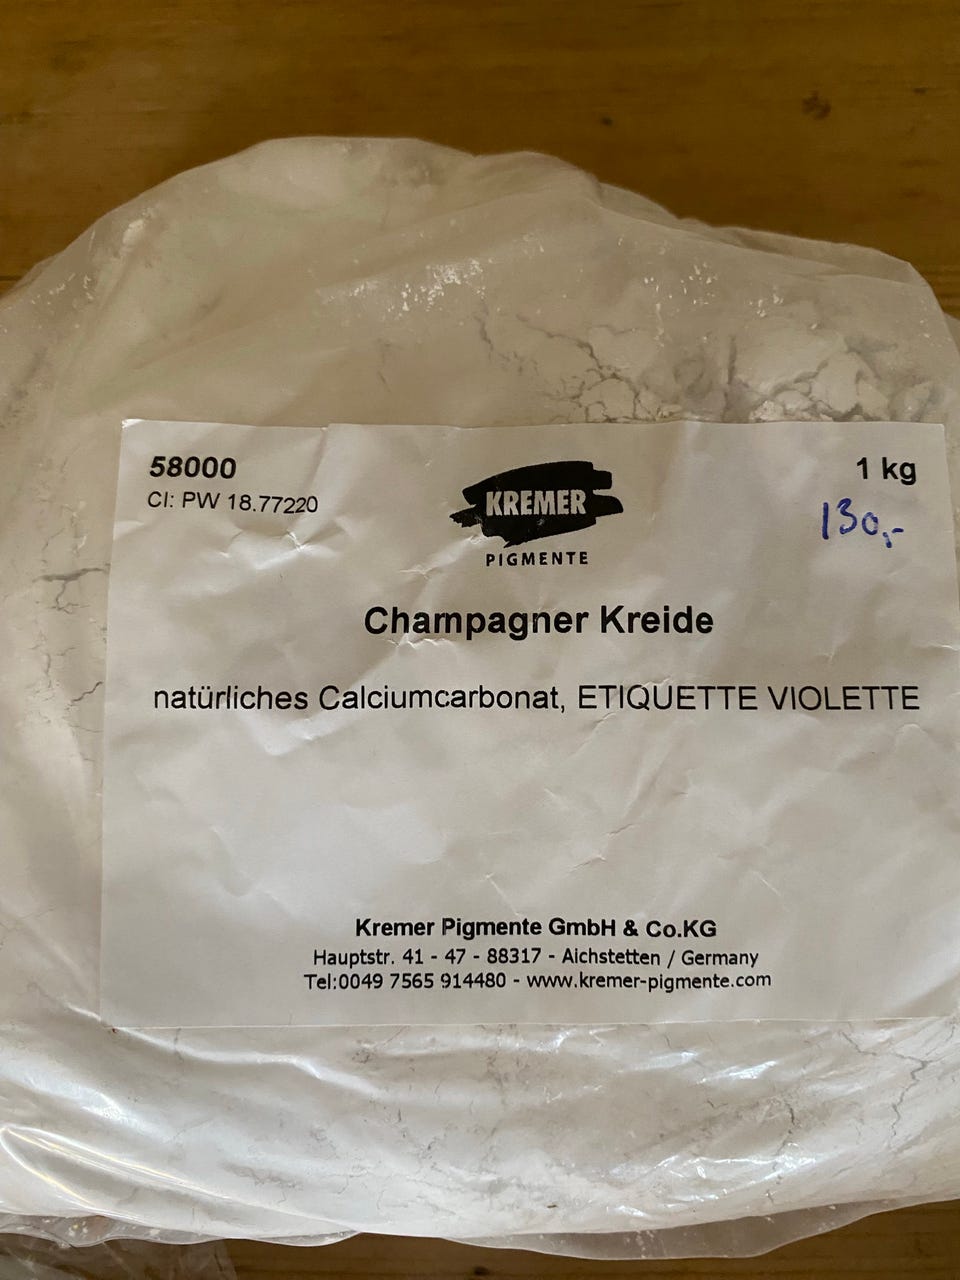 58000
1 kg
CI: PW 18.77220
130,-
KREMER
PIGMENTE
Champagner Kreide
natürliches Calciumcarbonat, ETIQUETTE VIOLETTE
Kremer Pigmente GmbH & Co.KG
Hauptstr. 41 - 47 - 88317 - Aichstetten / Germany
Tel:0049 7565 914480 - www.kremer-pigmente.com